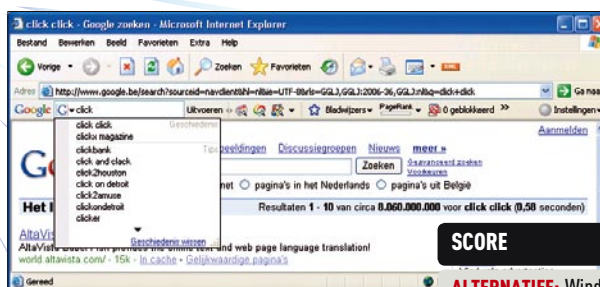 click click - Google zoeken - Microsoft Internet Explorer
Bestand Bewerken Beeld Favorieten Extra Help
Vorige Zoeken Favorieten
Adres http://www.google.be/search?sourceid=navclient&hl=nl&ie=UTF-8&rls=GGLJ,GGLJ:2006-36,GGLJ:nl&q=click+click Ga naar
Google G click Uitvoeren Bladwijzers PageRank 0 geblokkeerd Instellingen
click click Geschiedenis
clickx magazine
Aanmelden
clickbank Tips
click and clack
click2houston
click on detroit
click2amuse
clickondetroit
clicker
Geschiedenis wissen
Go
beeldingen Discussiegroepen Nieuws meer »
Zoeken Geavanceerd zoeken
Voorkeuren
net pagina's in het Nederlands pagina's uit België
Het I Resultaten 1 - 10 van circa 8.060.000.000 voor click click (0,58 seconden)
AltaVis
AltaVista and web page language translation!
world.altavista.com/ - 15k - In cache - Gelijkwaardige pagina's
Gereed
SCORE
ALTERNATIEF: Wind